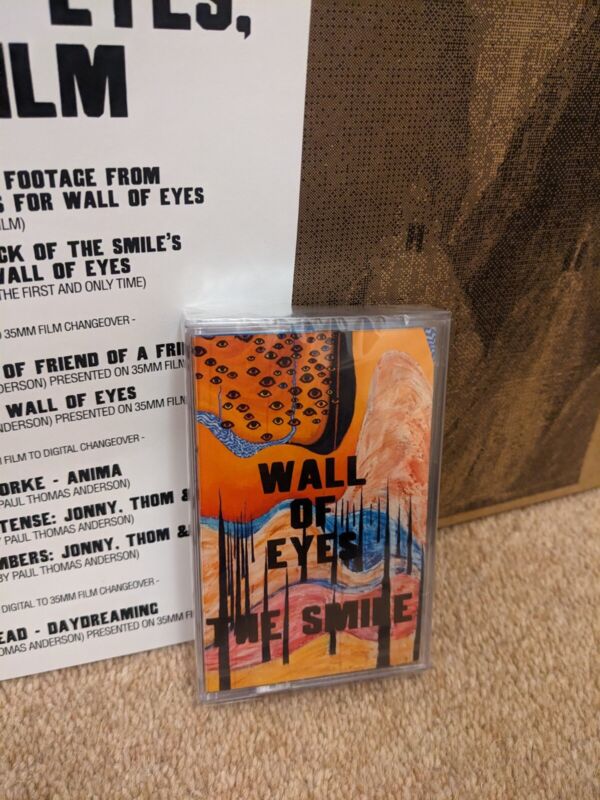 EYES,
ILM
FOOTAGE FROM
S FOR WALL OF EYES
ILM)
CK OF THE SMILE'S
WALL OF EYES
THE FIRST AND ONLY TIME)
35MM FILM CHANGEOVER -
OF FRIEND OF A FRI
DERSON) PRESENTED ON 35MM FILM
WALL OF EYES
NDERSON) PRESENTED ON 35MM FILM
FILM TO DIGITAL CHANGEOVER -
ORKE - ANIMA
PAUL THOMAS ANDERSON)
TENSE: JONNY, THOM &
Y PAUL THOMAS ANDERSON)
MBERS: JONNY, THOM &
BY PAUL THOMAS ANDERSON)
DIGITAL TO 35MM FILM CHANGEOVER -
EAD - DAYDREAMING
OMAS ANDERSON) PRESENTED ON 35MM FI
WALL
OF
EYES
THE SMILE